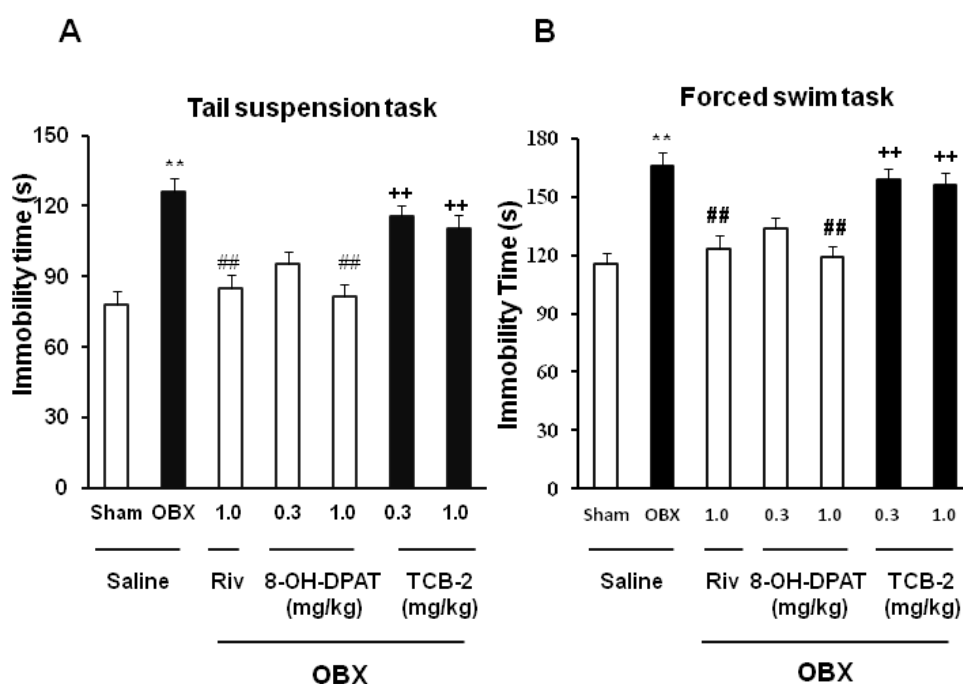 A
Tail suspension task
Immobility time (s)
150
120
90
60
30
0
**
##
##
++
++
Sham OBX 1.0 0.3 1.0 0.3 1.0
Saline Riv 8-OH-DPAT TCB-2
(mg/kg) (mg/kg)
OBX
B
Forced swim task
Immobility Time (s)
180
150
120
90
60
30
0
**
##
##
++
++
Sham OBX 1.0 0.3 1.0 0.3 1.0
Saline Riv 8-OH-DPAT TCB-2
(mg/kg) (mg/kg)
OBX